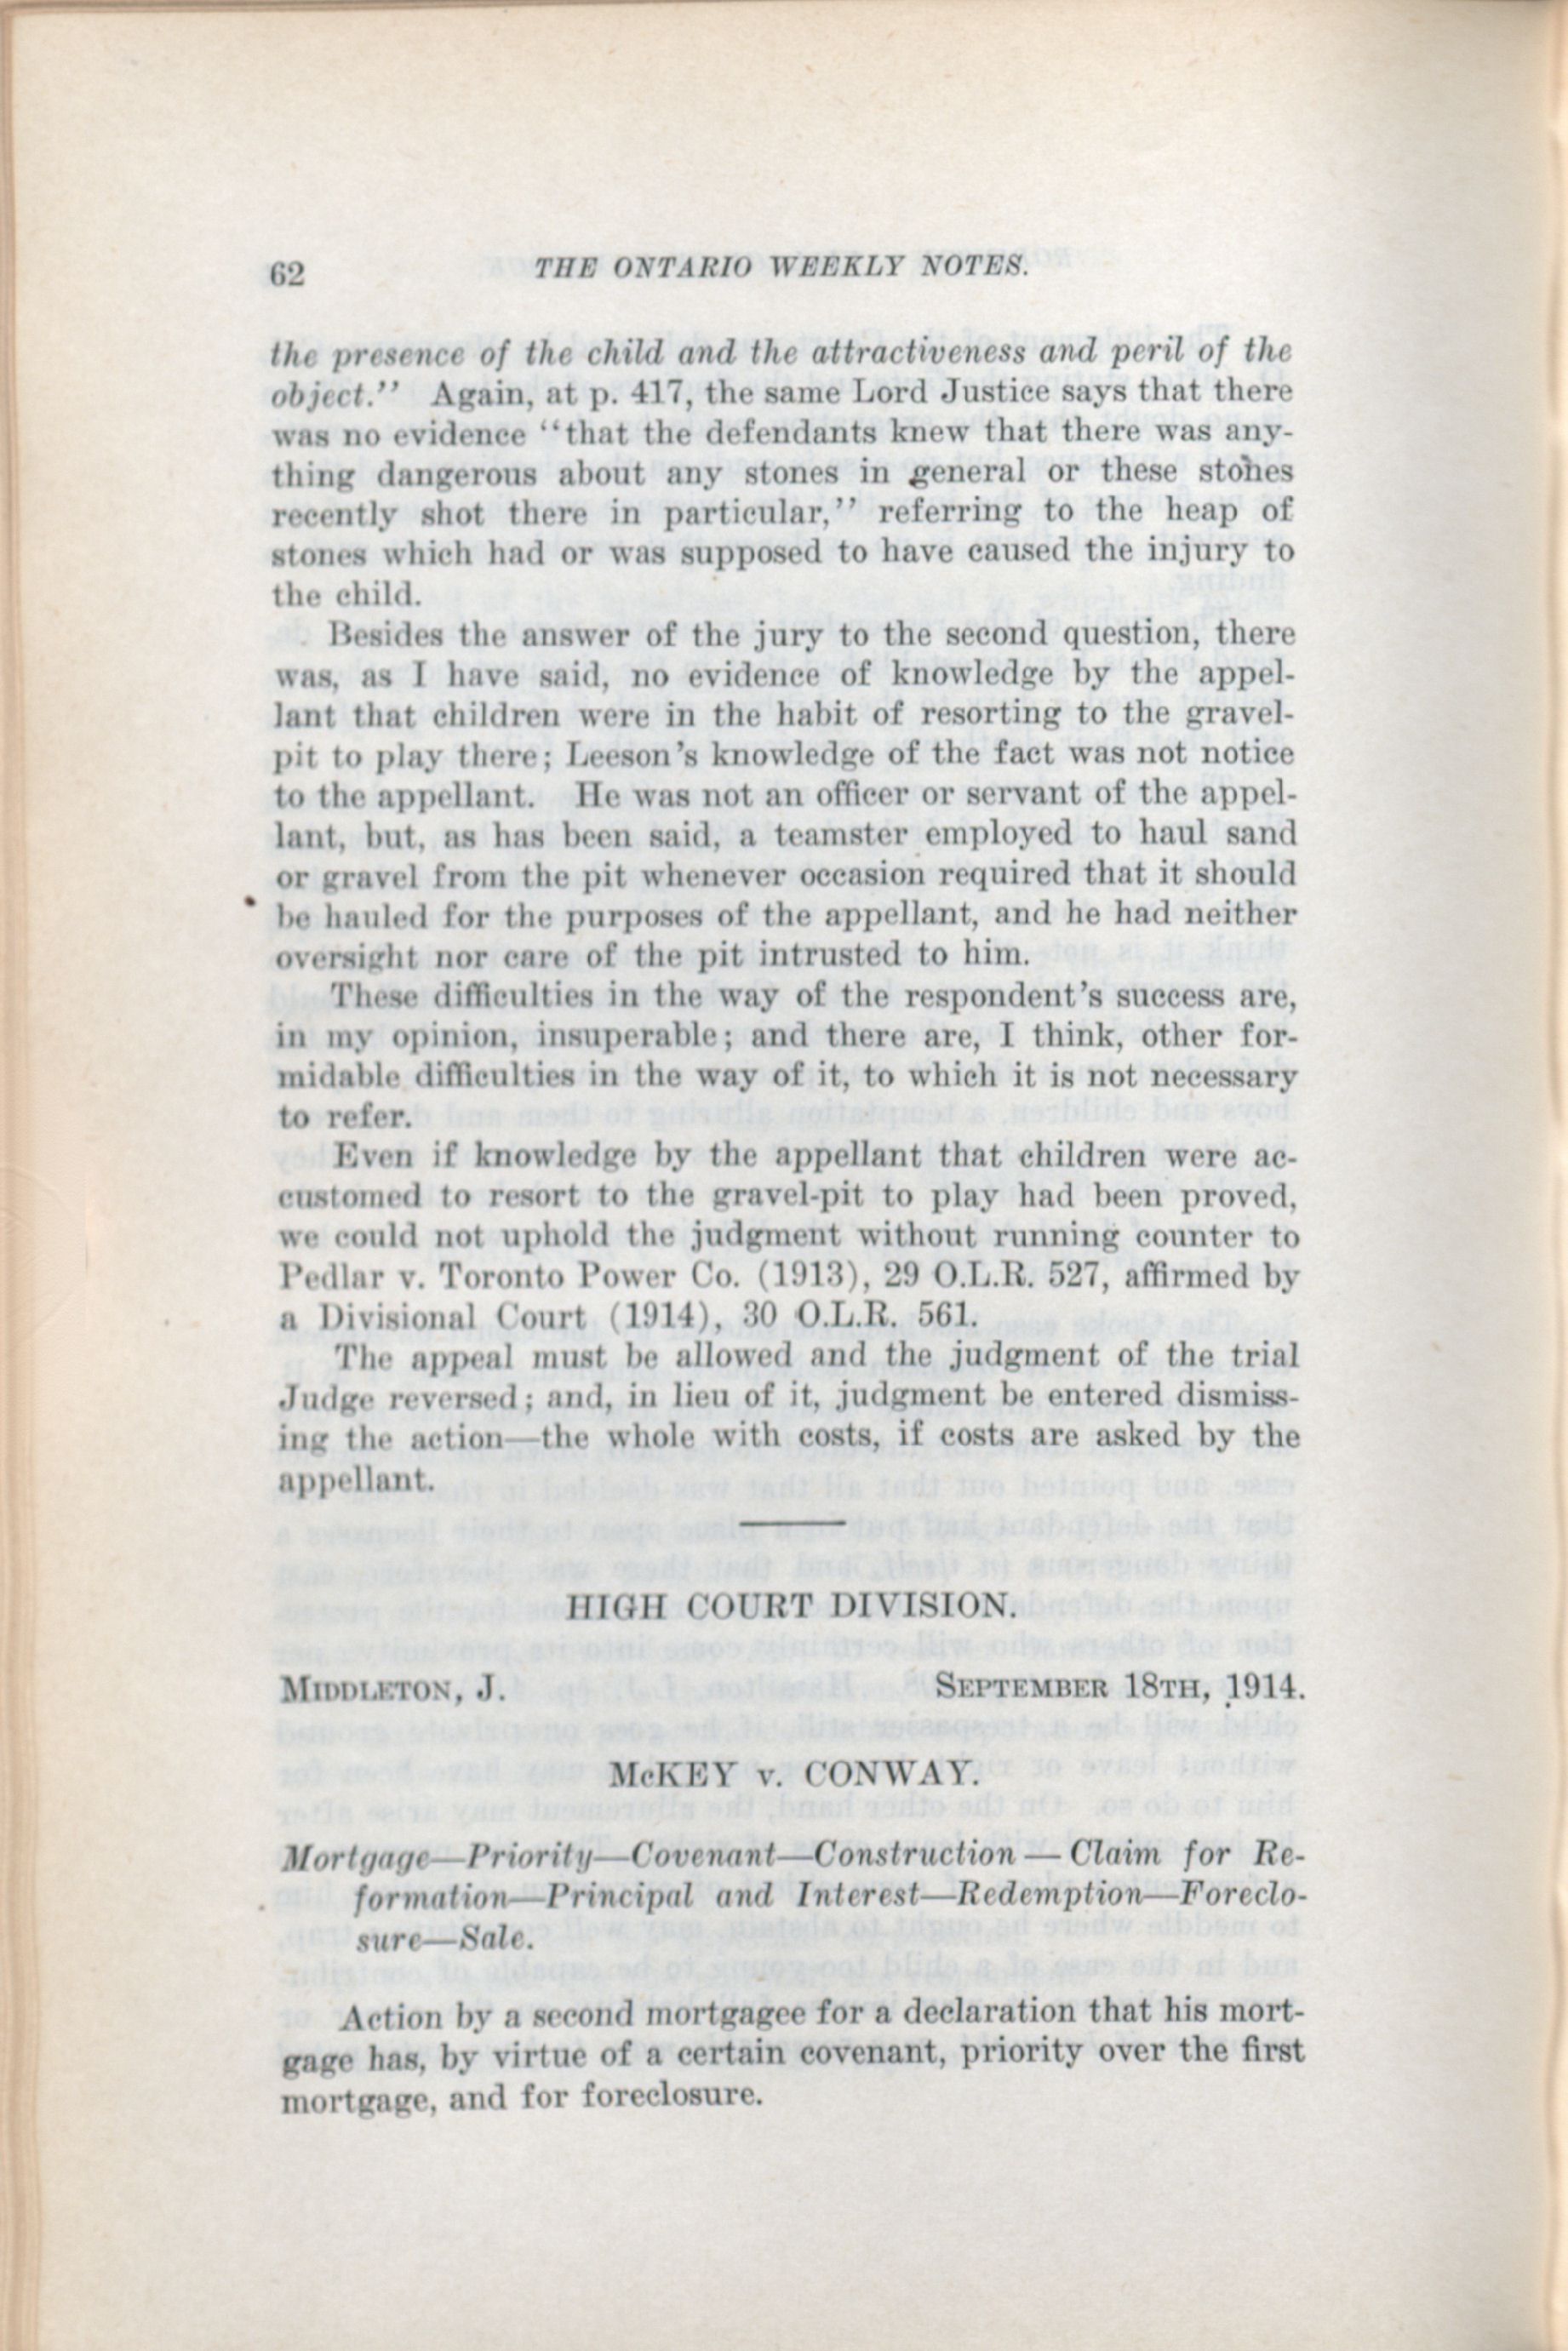 62 THE ONTARIO WEEKLY NOTES.
the presence of the child and the attractiveness and peril of the
object." Again, at p. 417, the same Lord Justice says that there
was no evidence "that the defendants knew that there was any-
thing dangerous about any stones in general or these stones
recently shot there in particular," referring to the heap of
stones which had or was supposed to have caused the injury to
the child.
Besides the answer of the jury to the second question, there
was, as I have said, no evidence of knowledge by the appel-
lant that children were in the habit of resorting to the gravel-
pit to play there; Leeson's knowledge of the fact was not notice
to the appellant. He was not an officer or servant of the appel-
lant, but, as has been said, a teamster employed to haul sand
or gravel from the pit whenever occasion required that it should
be hauled for the purposes of the appellant, and he had neither
oversight nor care of the pit intrusted to him.
These difficulties in the way of the respondent's success are,
in my opinion, insuperable; and there are, I think, other for-
midable difficulties in the way of it, to which it is not necessary
to refer.
Even if knowledge by the appellant that children were ac-
customed to resort to the gravel-pit to play had been proved,
we could not uphold the judgment without running counter to
Pedlar v. Toronto Power Co. (1913), 29 O.L.R. 527, affirmed by
a Divisional Court (1914), 30 O.L.R. 561.
The appeal must be allowed and the judgment of the trial
Judge reversed; and, in lieu of it, judgment be entered dismiss-
ing the action—the whole with costs, if costs are asked by the
appellant.
HIGH COURT DIVISION.
MIDDLETON, J. SEPTEMBER 18TH, 1914.
McKEY v. CONWAY.
Mortgage—Priority—Covenant—Construction — Claim for Re-
formation—Principal and Interest—Redemption—Foreclo-
sure—Sale.
Action by a second mortgagee for a declaration that his mort-
gage has, by virtue of a certain covenant, priority over the first
mortgage, and for foreclosure.